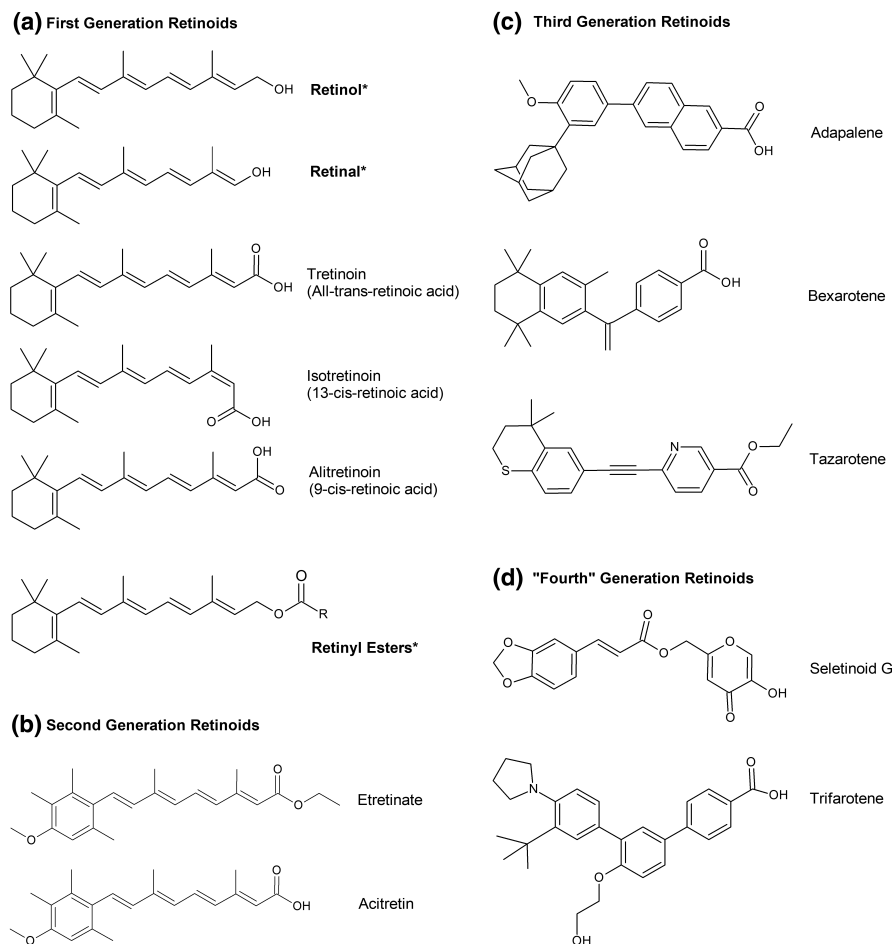 (a) First Generation Retinoids
OH
Retinol*
OH
Retinal*
O
OH
Tretinoin
(All-trans-retinoic acid)
O
OH
Isotretinoin
(13-cis-retinoic acid)
OH
O
Alitretinoin
(9-cis-retinoic acid)
O
O
R
Retinyl Esters*
(b) Second Generation Retinoids
O
O
O
Etretinate
O
OH
O
Acitretin
(c) Third Generation Retinoids
O
O
OH
Adapalene
O
OH
Bexarotene
S
N
O
O
Tazarotene
(d) "Fourth" Generation Retinoids
O
O
O
O
O
O
OH
Seletinoid G
N
O
OH
O
OH
Trifarotene